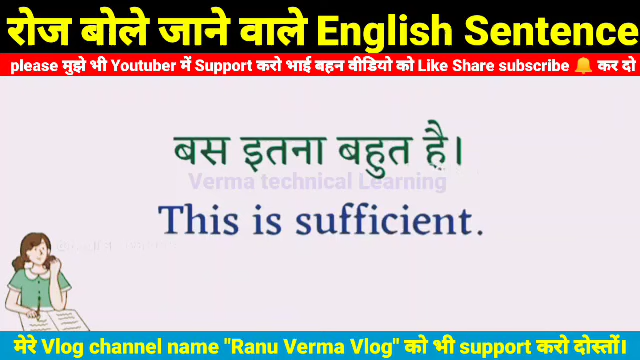 रोज बोले जाने वाले English Sentence
please मुझे भी Youtuber में Support करो भाई बहन वीडियो को Like Share subscribe 🔔 कर दो
बस इतना बहुत है।
Verma technical Learning
This is sufficient.
मेरे Vlog channel name "Ranu Verma Vlog" को भी support करो दोस्तों।